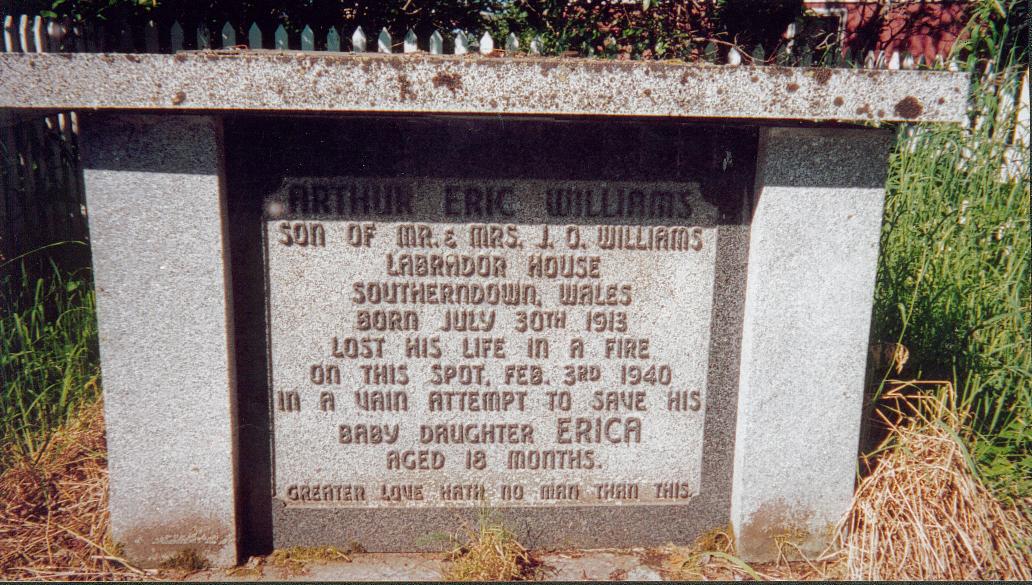 ARTHUR ERIC WILLIAMS
SON OF MR. & MRS. J. O. WILLIAMS
LABRADOR HOUSE
SOUTHERNDOWN, WALES
BORN JULY 30TH 1913
LOST HIS LIFE IN A FIRE
ON THIS SPOT, FEB. 3RD 1940
IN A VAIN ATTEMPT TO SAVE HIS
BABY DAUGHTER ERICA
AGED 18 MONTHS.
GREATER LOVE HATH NO MAN THAN THIS